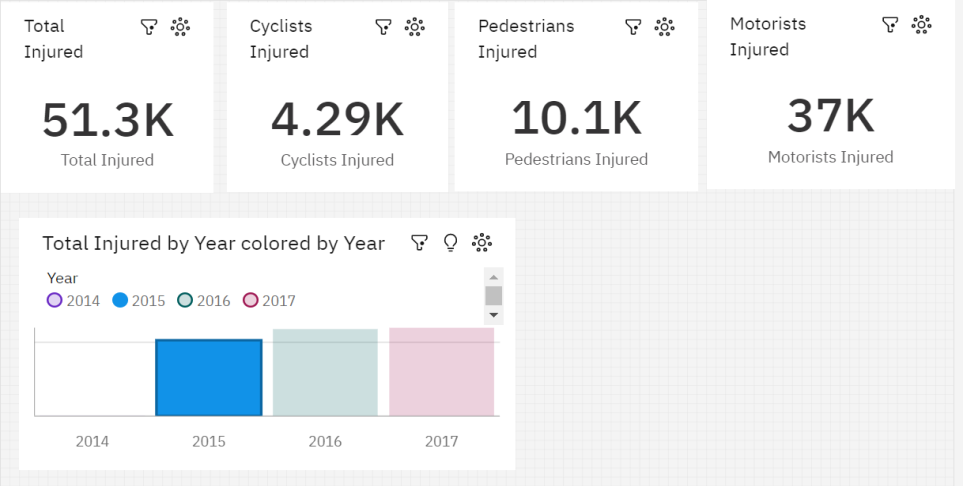 Total
Injured
51.3K
Total Injured
Cyclists
Injured
4.29K
Cyclists Injured
Pedestrians
Injured
10.1K
Pedestrians Injured
Motorists
Injured
37K
Motorists Injured
Total Injured by Year colored by Year
Year
2014 2015 2016 2017
2014 2015 2016 2017